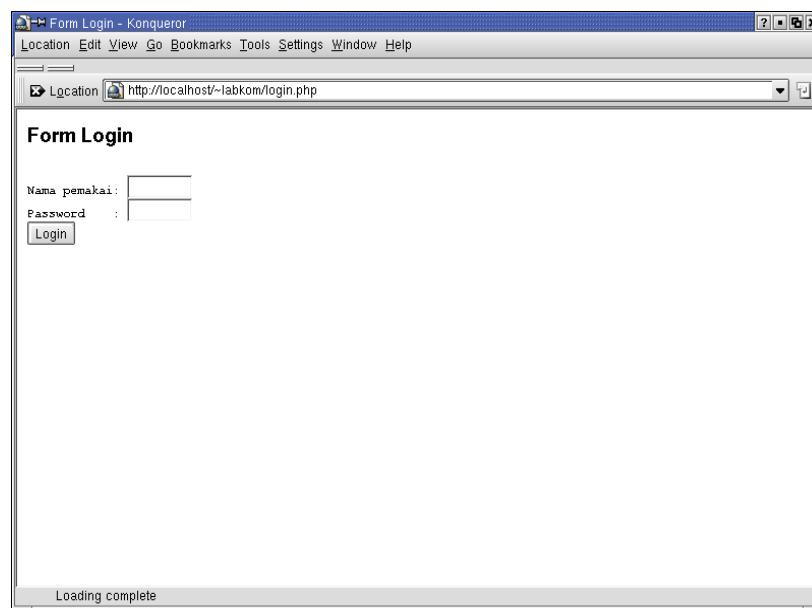 Form Login - Konqueror
Location Edit View Go Bookmarks Tools Settings Window Help
Location http://localhost/~labkom/login.php
Form Login
Nama pemakai:
Password :
Login
Loading complete